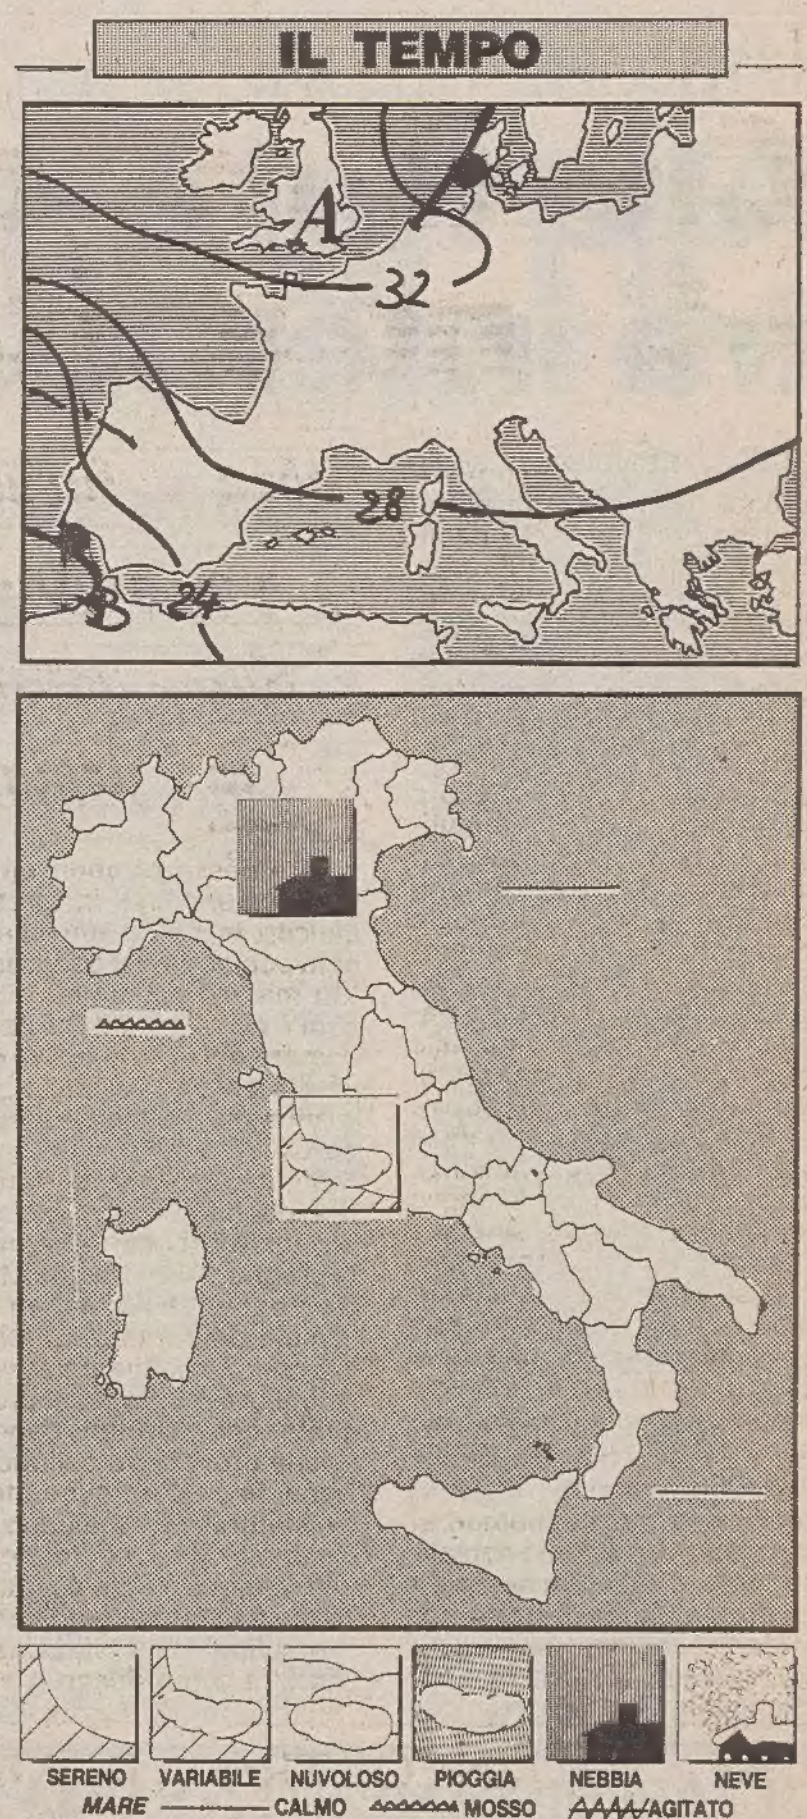 IL TEMPO
A
32
28
B
24
SERENO VARIABILE NUVOLOSO PIOGGIA NEBBIA NEVE
MARE CALMO MOSSO AGITATO